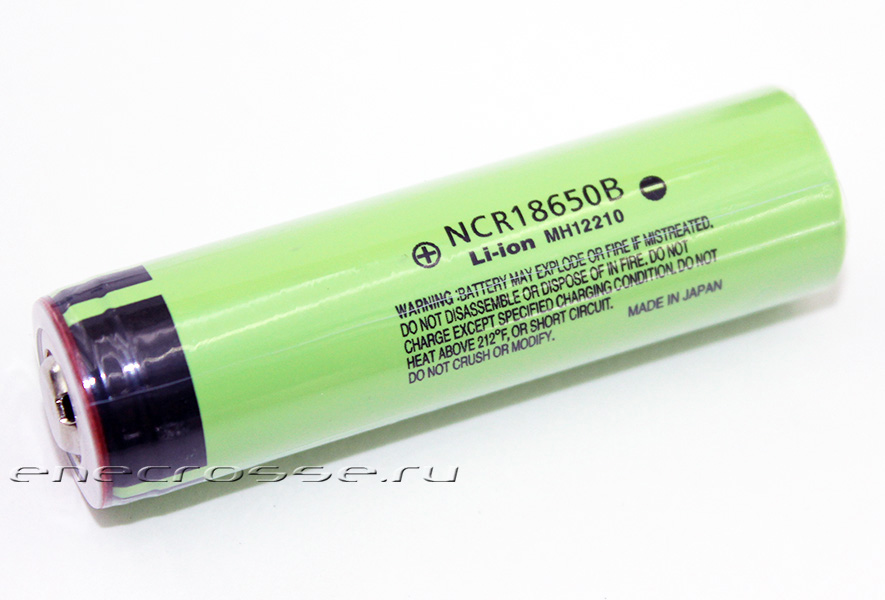 ⊕ NCR18650B ⊖
Li-ion MH12210
WARNING :BATTERY MAY EXPLODE OR FIRE IF MISTREATED.
DO NOT DISASSEMBLE OR DISPOSE OF IN FIRE. DO NOT
CHARGE EXCEPT SPECIFIED CHARGING CONDITION. DO NOT
HEAT ABOVE 212°F, OR SHORT CIRCUIT.
DO NOT CRUSH OR MODIFY.
MADE IN JAPAN
enecrosse.ru